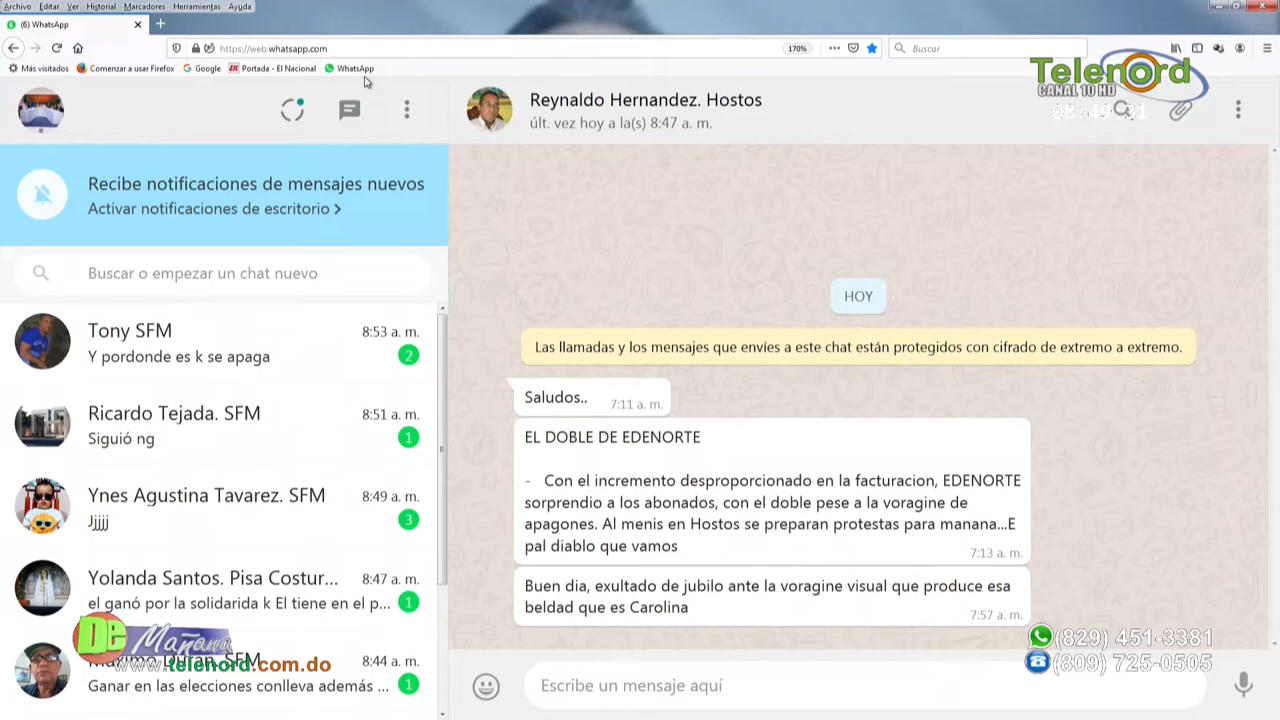 Archivo Editar Ver Historial Marcadores Herramientas Ayuda
(6) WhatsApp
https://web.whatsapp.com
170%
Buscar
Más visitados Comenzar a usar Firefox Google Portada - El Nacional WhatsApp
Telenord
CANAL 10 HD
Reynaldo Hernandez. Hostos
últ. vez hoy a la(s) 8:47 a. m.
Recibe notificaciones de mensajes nuevos
Activar notificaciones de escritorio >
Buscar o empezar un chat nuevo
Tony SFM 8:53 a. m.
Y pordonde es k se apaga 2
Ricardo Tejada. SFM 8:51 a. m.
Siguió ng 1
Ynes Agustina Tavarez. SFM 8:49 a. m.
Jjjjj 3
Yolanda Santos. Pisa Costur... 8:47 a. m.
el ganó por la solidarida k El tiene en el p... 1
SFM 8:44 a. m.
Ganar en las elecciones conlleva además ... 1
HOY
Las llamadas y los mensajes que envíes a este chat están protegidos con cifrado de extremo a extremo.
Saludos.. 7:11 a. m.
EL DOBLE DE EDENORTE
- Con el incremento desproporcionado en la facturacion, EDENORTE
sorprendio a los abonados, con el doble pese a la voragine de
apagones. Al menis en Hostos se preparan protestas para manana...E
pal diablo que vamos
7:13 a. m.
Buen dia, exultado de jubilo ante la voragine visual que produce esa
beldad que es Carolina
7:57 a. m.
Escribe un mensaje aquí
De Mañana
www.telenord.com.do
(829) 451-3381
(809) 725-0505